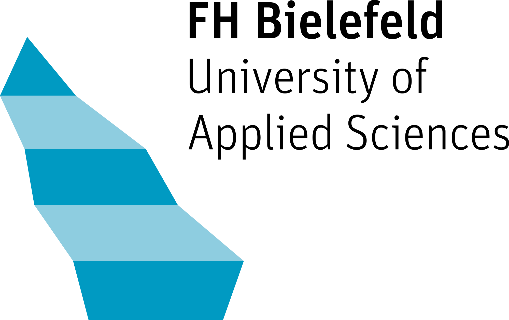 FH Bielefeld
University of
Applied Sciences